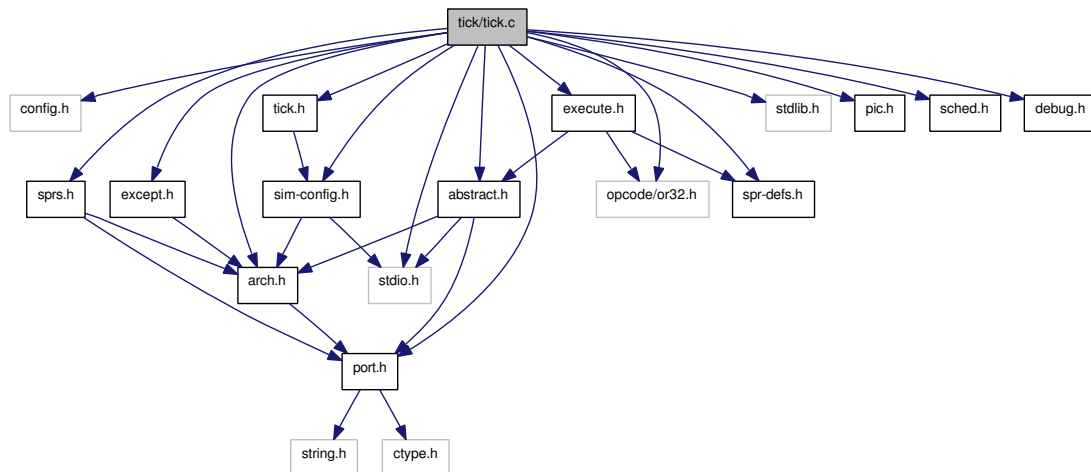 tick/tick.c
config.h
tick.h
execute.h
stdlib.h
pic.h
sched.h
debug.h
sprs.h
except.h
sim-config.h
abstract.h
opcode/or32.h
spr-defs.h
arch.h
stdio.h
port.h
string.h
ctype.h